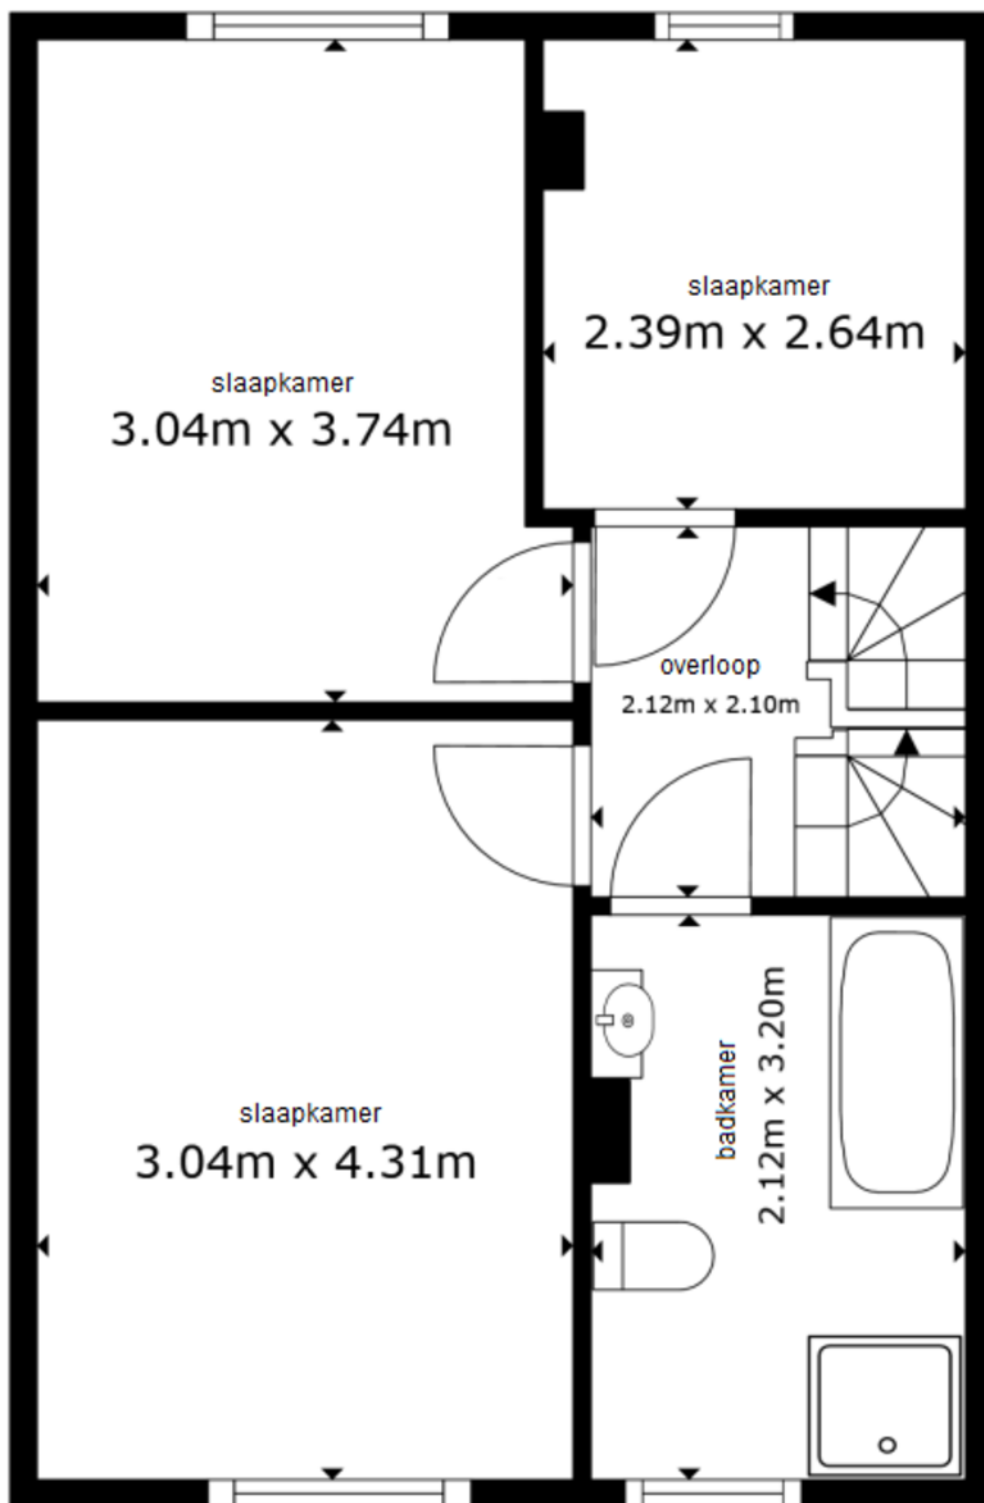 slaapkamer
2.39m x 2.64m
slaapkamer
3.04m x 3.74m
overloop
2.12m x 2.10m
slaapkamer
3.04m x 4.31m
badkamer
2.12m x 3.20m